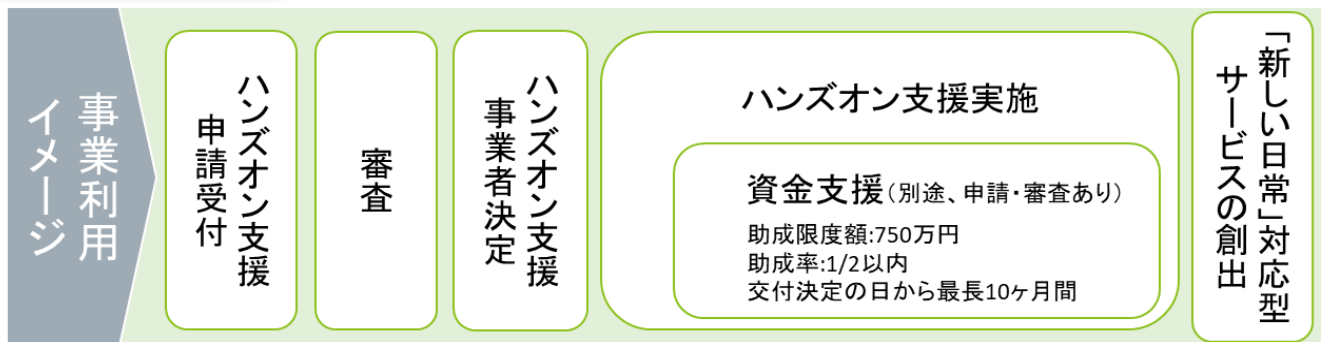 事業利用
イメージ
ハンズオン支援
申請受付
審査
ハンズオン支援
事業者決定
ハンズオン支援実施
資金支援（別途、申請・審査あり）
助成限度額:750万円
助成率:1/2以内
交付決定の日から最長10ヶ月間
「新しい日常」対応型
サービスの創出